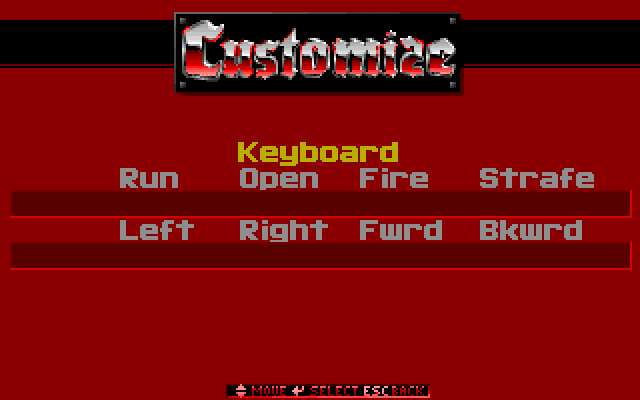 Customize
Keyboard
Run Open Fire Strafe
Left Right Fwrd Bkwrd
MOVE SELECT ESC BACK